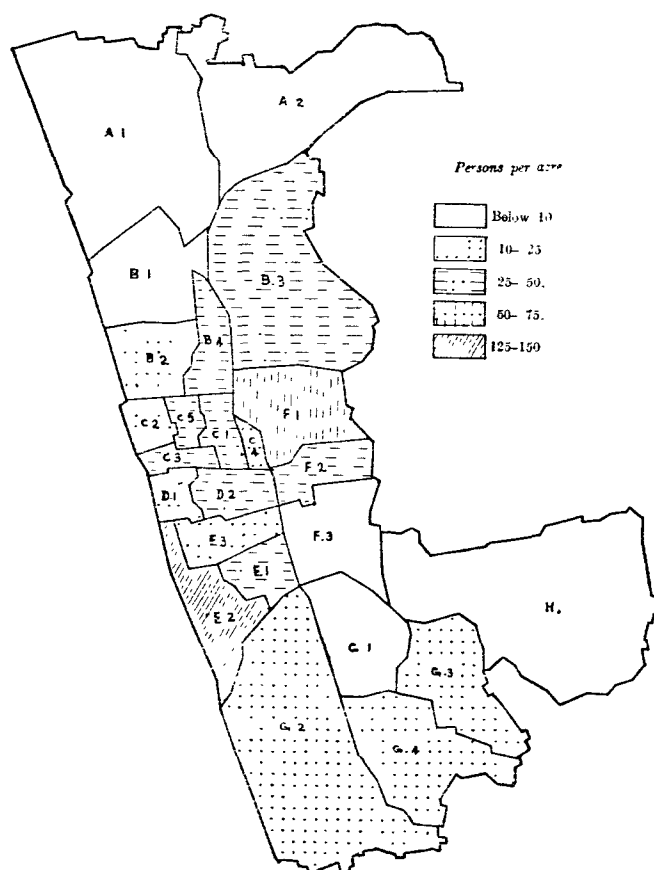 A 1
A 2
Persons per acre
Below 10
10–25
25–50.
50–75.
125–150
B.1
B.3
B.4
B.2
C 2
C 5
C 1
C 4
F 1
C 3
F.2
D.1
D.2
E.3
F.3
E.1
E.2
H.
G.1
G.3
G.2
G.4